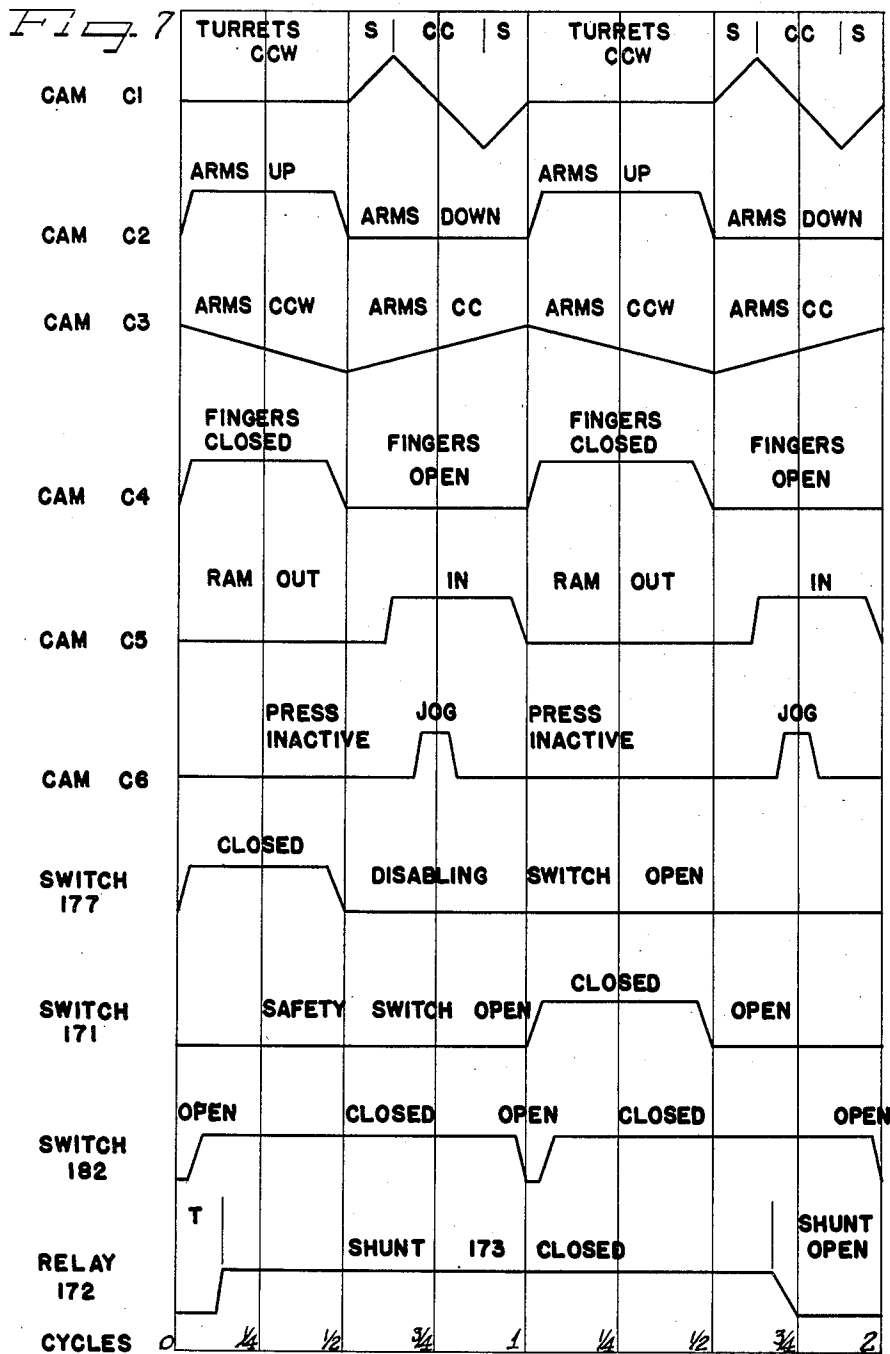 Fig. 7
TURRETS CCW S | CC | S TURRETS CCW S | CC | S
CAM C1
ARMS UP ARMS UP
CAM C2 ARMS DOWN ARMS DOWN
CAM C3 ARMS CCW ARMS CC ARMS CCW ARMS CC
FINGERS CLOSED FINGERS OPEN FINGERS CLOSED FINGERS OPEN
CAM C4
RAM OUT IN RAM OUT IN
CAM C5
PRESS INACTIVE JOG PRESS INACTIVE JOG
CAM C6
CLOSED
SWITCH 177 DISABLING SWITCH OPEN
CLOSED
SWITCH 171 SAFETY SWITCH OPEN OPEN
OPEN CLOSED OPEN CLOSED OPEN
SWITCH 182
T SHUNT OPEN
RELAY 172 SHUNT 173 CLOSED
CYCLES 0 1/4 1/2 3/4 1 1/4 1/2 3/4 2